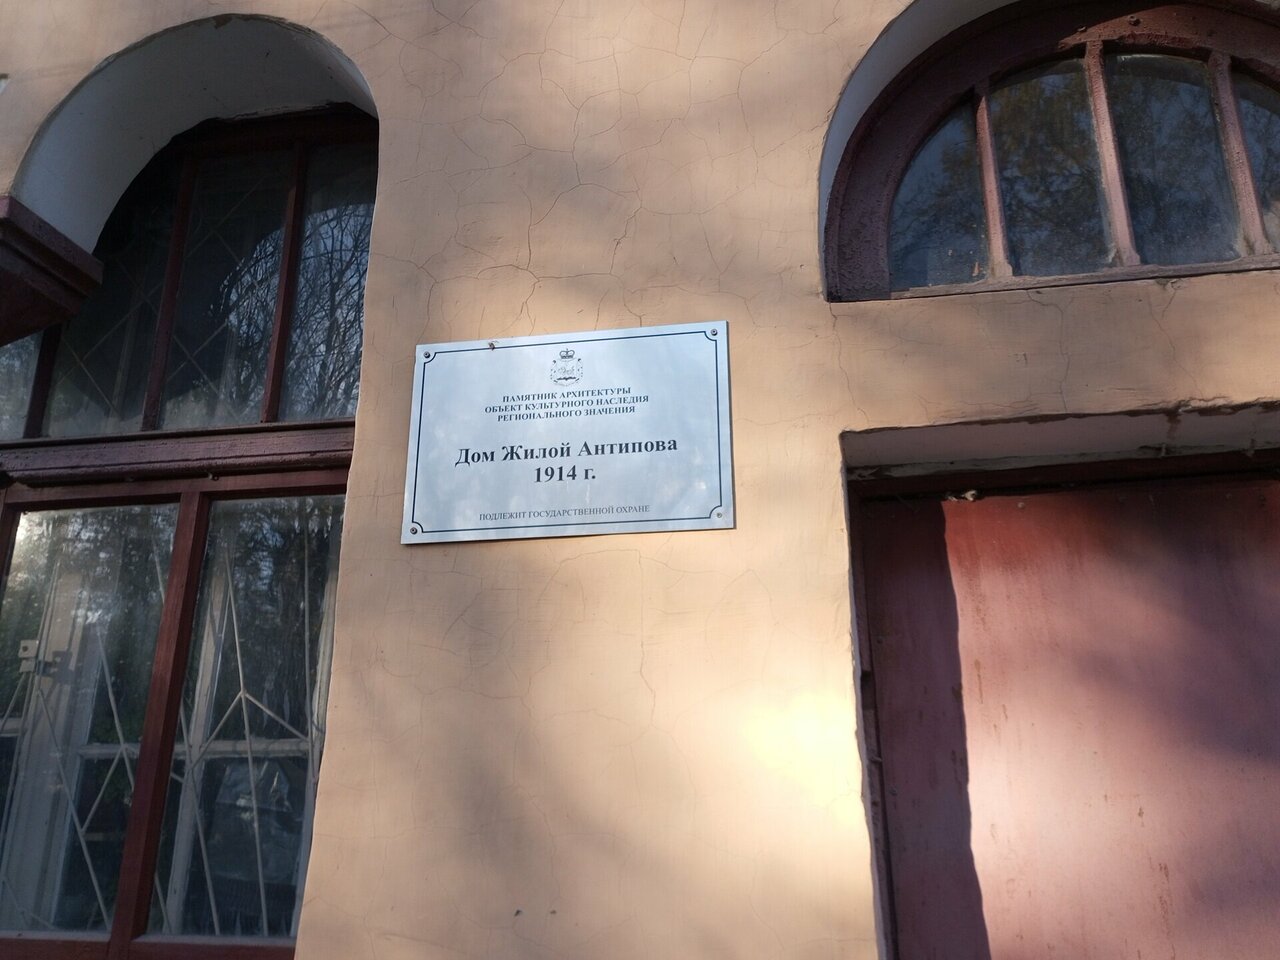 ПАМЯТНИК АРХИТЕКТУРЫ
ОБЪЕКТ КУЛЬТУРНОГО НАСЛЕДИЯ
РЕГИОНАЛЬНОГО ЗНАЧЕНИЯ
Дом Жилой Антипова
1914 г.
ПОДЛЕЖИТ ГОСУДАРСТВЕННОЙ ОХРАНЕ